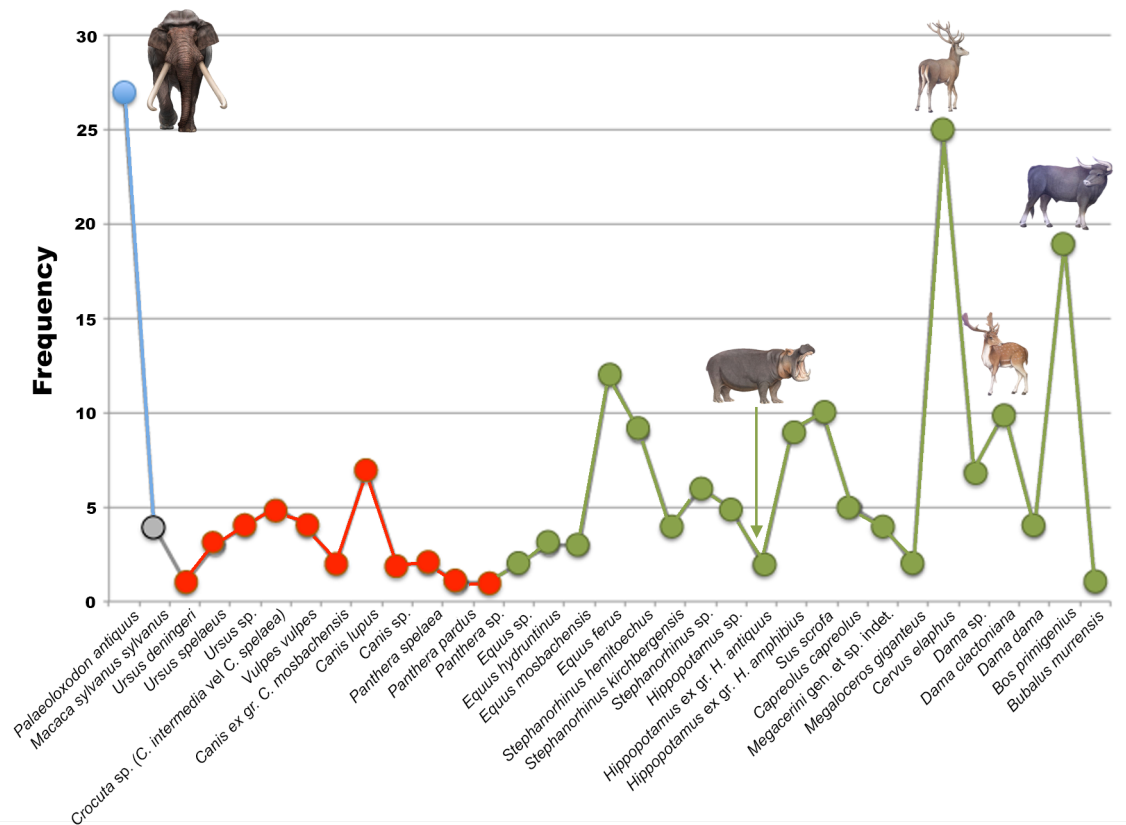 30
25
20
15
10
5
0
Frequency
Palaeoloxodon antiquus
Macaca sylvanus sylvanus
Ursus deningeri
Ursus spelaeus
Ursus sp.
Crocuta sp. (C. intermedia vel C. spelaea)
Vulpes vulpes
Canis ex gr. C. mosbachensis
Canis lupus
Canis sp.
Panthera spelaea
Panthera pardus
Panthera sp.
Equus sp.
Equus hydruntinus
Equus mosbachensis
Equus ferus
Stephanorhinus hemitoechus
Stephanorhinus kirchbergensis
Stephanorhinus sp.
Hippopotamus sp.
Hippopotamus ex gr. H. antiquus
Hippopotamus ex gr. H. amphibius
Sus scrofa
Capreolus capreolus
Megacerini gen. et sp. indet.
Megaloceros giganteus
Cervus elaphus
Dama sp.
Dama clactoniana
Dama dama
Bos primigenius
Bubalus murrensis